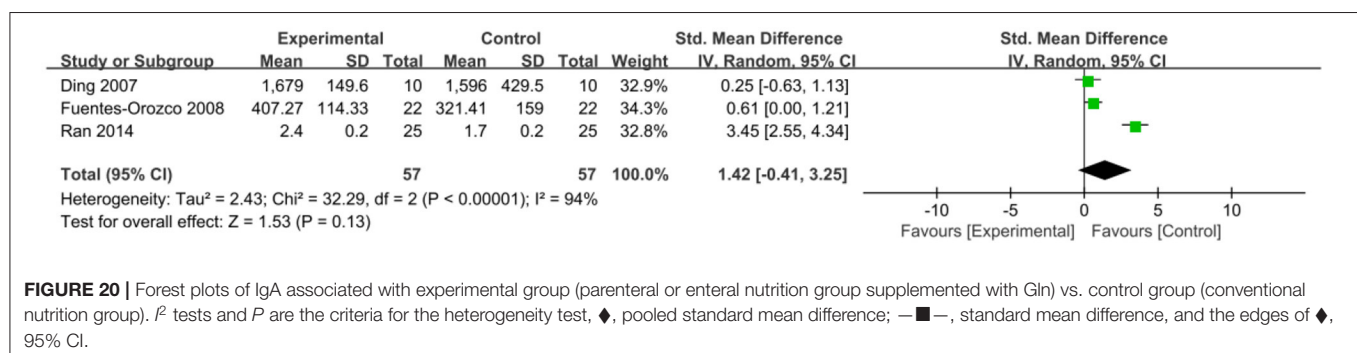 Experimental Control Std. Mean Difference Std. Mean Difference
Study or Subgroup Mean SD Total Mean SD Total Weight IV, Random, 95% CI IV, Random, 95% CI
Ding 2007 1,679 149.6 10 1,596 429.5 10 32.9% 0.25 [-0.63, 1.13]
Fuentes-Orozco 2008 407.27 114.33 22 321.41 159 22 34.3% 0.61 [0.00, 1.21]
Ran 2014 2.4 0.2 25 1.7 0.2 25 32.8% 3.45 [2.55, 4.34]
Total (95% CI) 57 57 100.0% 1.42 [-0.41, 3.25]
Heterogeneity: Tau² = 2.43; Chi² = 32.29, df = 2 (P < 0.00001); I² = 94%
Test for overall effect: Z = 1.53 (P = 0.13)
-10 -5 0 5 10
Favours [Experimental] Favours [Control]
FIGURE 20 | Forest plots of IgA associated with experimental group (parenteral or enteral nutrition group supplemented with Gln) vs. control group (conventional
nutrition group). I² tests and P are the criteria for the heterogeneity test, ♦, pooled standard mean difference; —■—, standard mean difference, and the edges of ♦,
95% CI.